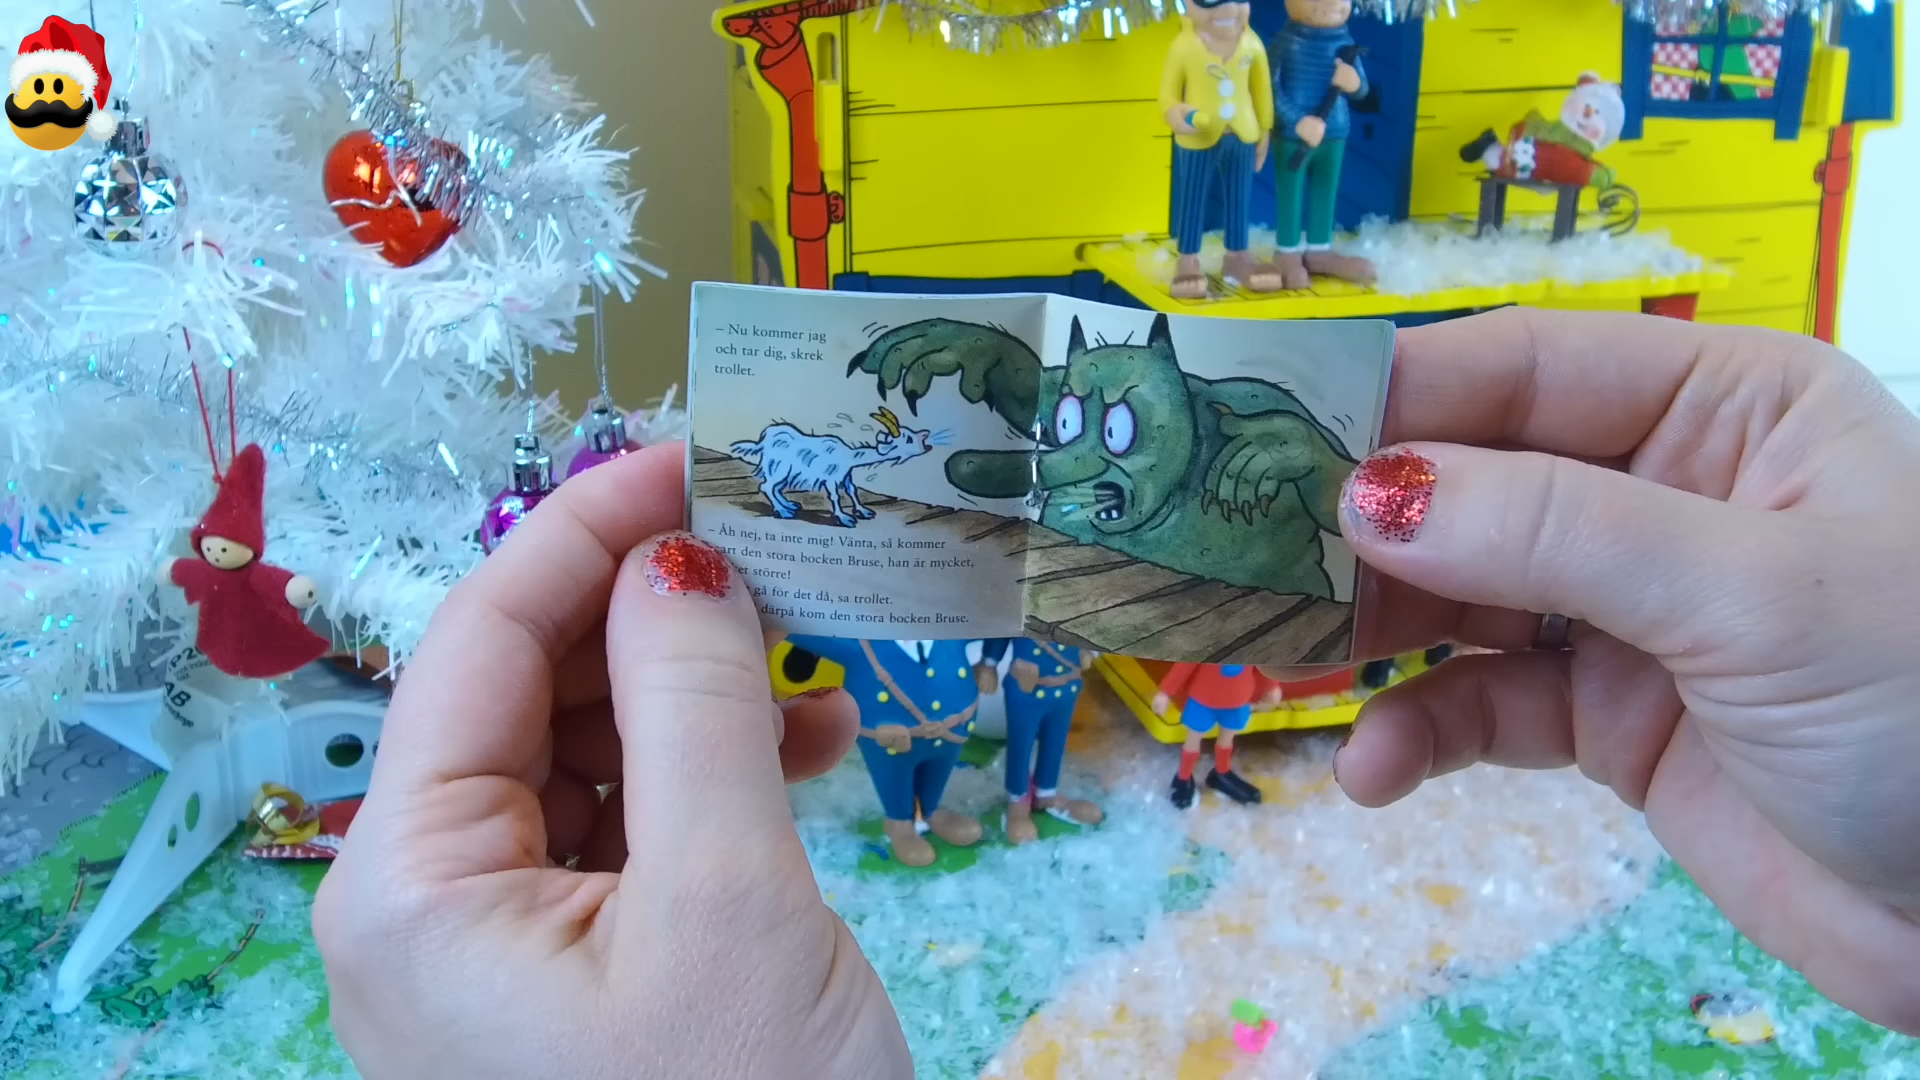 – Nu kommer jag
och tar dig, skrek
trollet.
– Åh nej, ta inte mig! Vänta, så kommer
den stora bocken Bruse, han är mycket,
större!
gå för det då, sa trollet.
därpå kom den stora bocken Bruse.
AB